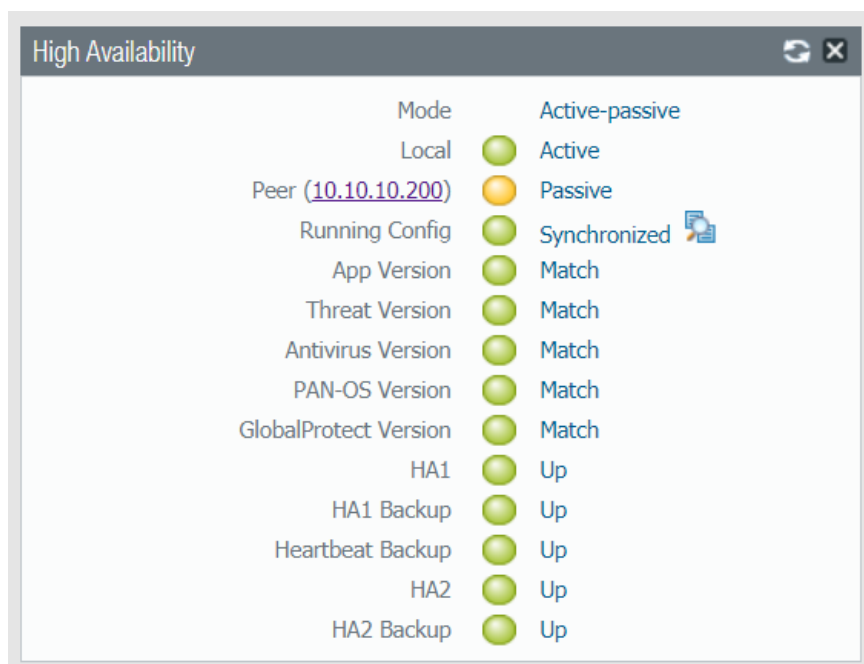 High Availability
Mode Active-passive
Local Active
Peer (10.10.10.200) Passive
Running Config Synchronized
App Version Match
Threat Version Match
Antivirus Version Match
PAN-OS Version Match
GlobalProtect Version Match
HA1 Up
HA1 Backup Up
Heartbeat Backup Up
HA2 Up
HA2 Backup Up